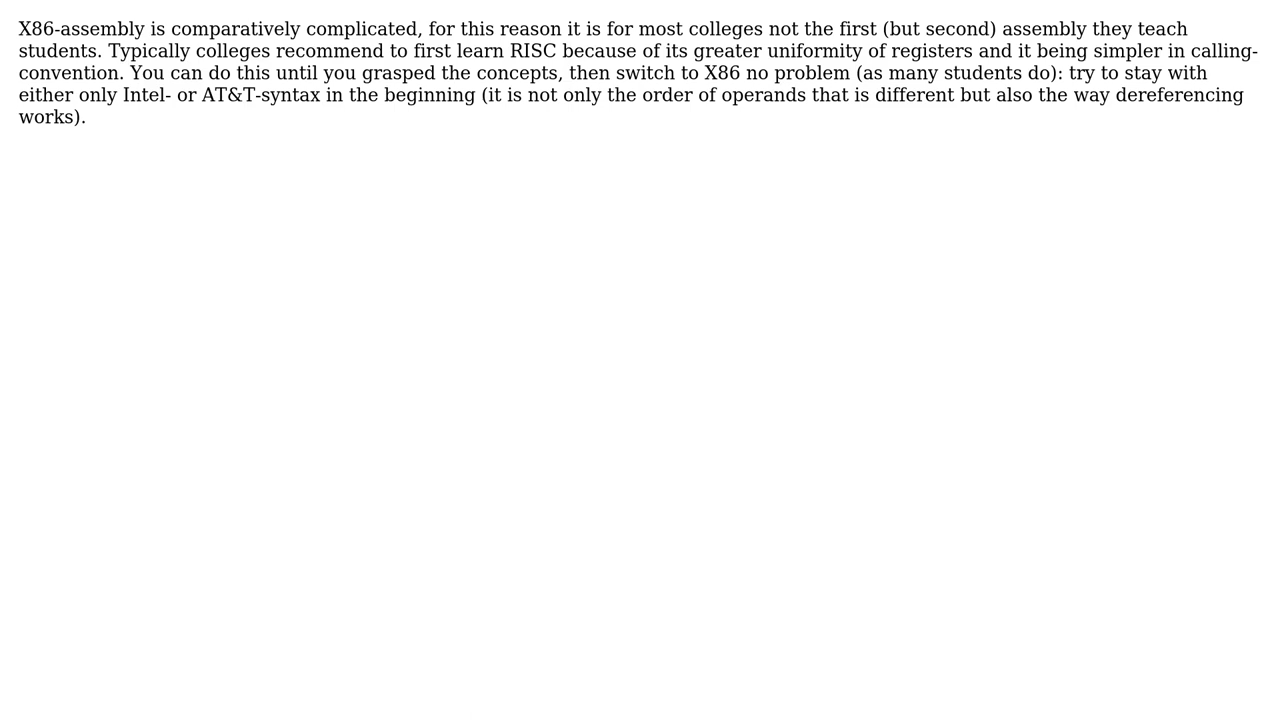 X86-assembly is comparatively complicated, for this reason it is for most colleges not the first (but second) assembly they teach
students. Typically colleges recommend to first learn RISC because of its greater uniformity of registers and it being simpler in calling-
convention. You can do this until you grasped the concepts, then switch to X86 no problem (as many students do): try to stay with
either only Intel- or AT&T-syntax in the beginning (it is not only the order of operands that is different but also the way dereferencing
works).